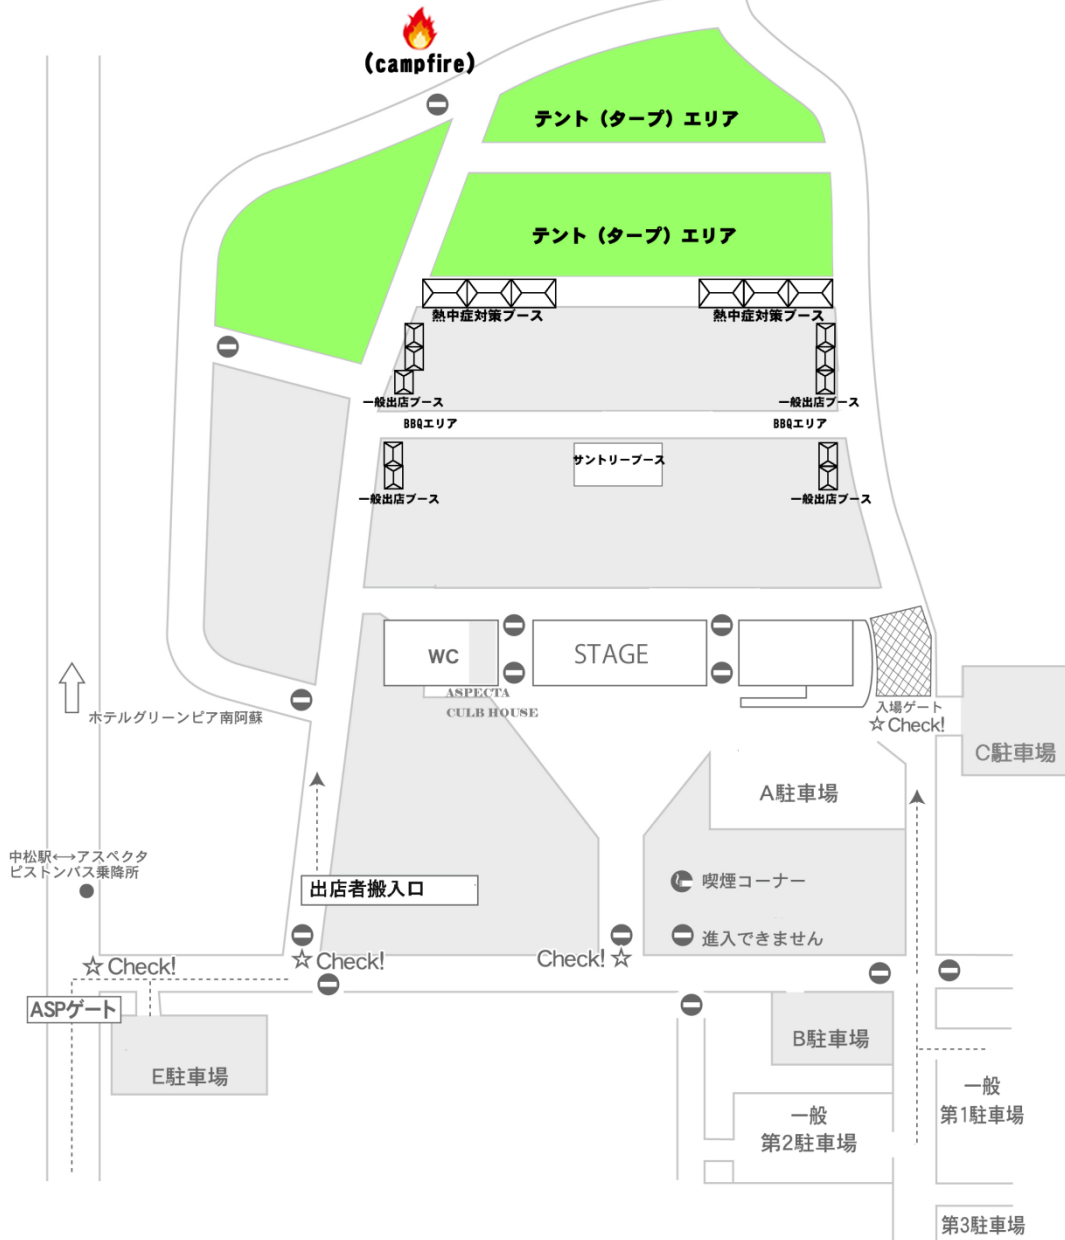 (campfire)
テント（タープ）エリア
テント（タープ）エリア
熱中症対策ブース
熱中症対策ブース
一般出店ブース
一般出店ブース
BBQエリア
BBQエリア
サントリーブース
一般出店ブース
一般出店ブース
WC
STAGE
ASPECTA
CULB HOUSE
入場ゲート
☆Check!
ホテルグリーンピア南阿蘇
C駐車場
A駐車場
中松駅⟷アスペクタ
ピストンバス乗降所
出店者搬入口
喫煙コーナー
進入できません
☆Check!
☆Check!
Check!☆
ASPゲート
E駐車場
B駐車場
一般
第1駐車場
一般
第2駐車場
第3駐車場